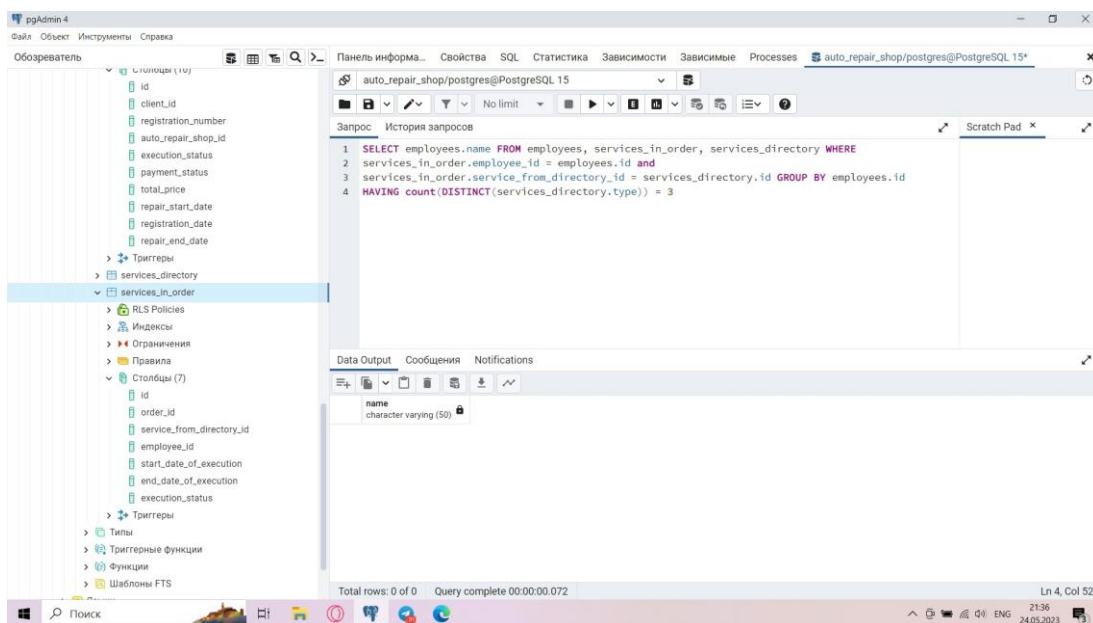 pgAdmin 4
Файл Объект Инструменты Справка
Обозреватель
Панель информа... Свойства SQL Статистика Зависимости Зависимые Processes auto_repair_shop/postgres@PostgreSQL 15*
auto_repair_shop/postgres@PostgreSQL 15
No limit
Запрос История запросов
Scratch Pad
1 SELECT employees.name FROM employees, services_in_order, services_directory WHERE
2 services_in_order.employee_id = employees.id and
3 services_in_order.service_from_directory_id = services_directory.id GROUP BY employees.id
4 HAVING count(DISTINCT(services_directory.type)) = 3
Столбцы (10)
id
client_id
registration_number
auto_repair_shop_id
execution_status
payment_status
total_price
repair_start_date
registration_date
repair_end_date
Триггеры
services_directory
services_in_order
RLS Policies
Индексы
Ограничения
Правила
Столбцы (7)
id
order_id
service_from_directory_id
employee_id
start_date_of_execution
end_date_of_execution
execution_status
Триггеры
Типы
Триггерные функции
Функции
Шаблоны FTS
Data Output Сообщения Notifications
name
character varying (50)
Total rows: 0 of 0 Query complete 00:00:00.072
Ln 4, Col 52
Поиск
ENG
21:36
24.05.2023